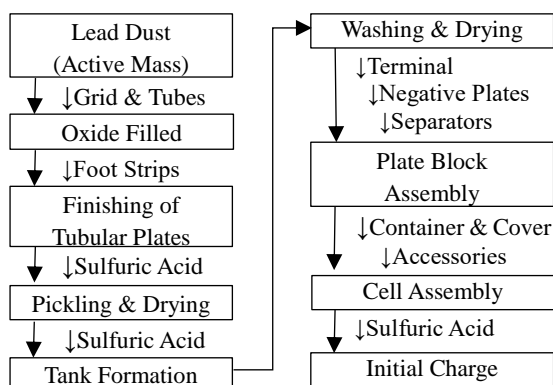 Lead Dust
(Active Mass)
↓Grid & Tubes
Oxide Filled
↓Foot Strips
Finishing of
Tubular Plates
↓Sulfuric Acid
Pickling & Drying
↓Sulfuric Acid
Tank Formation
Washing & Drying
↓Terminal
↓Negative Plates
↓Separators
Plate Block
Assembly
↓Container & Cover
↓Accessories
Cell Assembly
↓Sulfuric Acid
Initial Charge